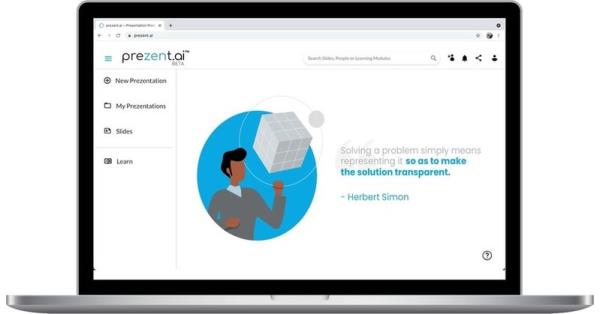 prezent.ai – Presentation Prod
prezent.ai
prezent.ai™
BETA
Search Slides, People or Learning Modules
New Prezentation
My Prezentations
Slides
Learn
Solving a problem simply means
representing it so as to make
the solution transparent.
- Herbert Simon
?